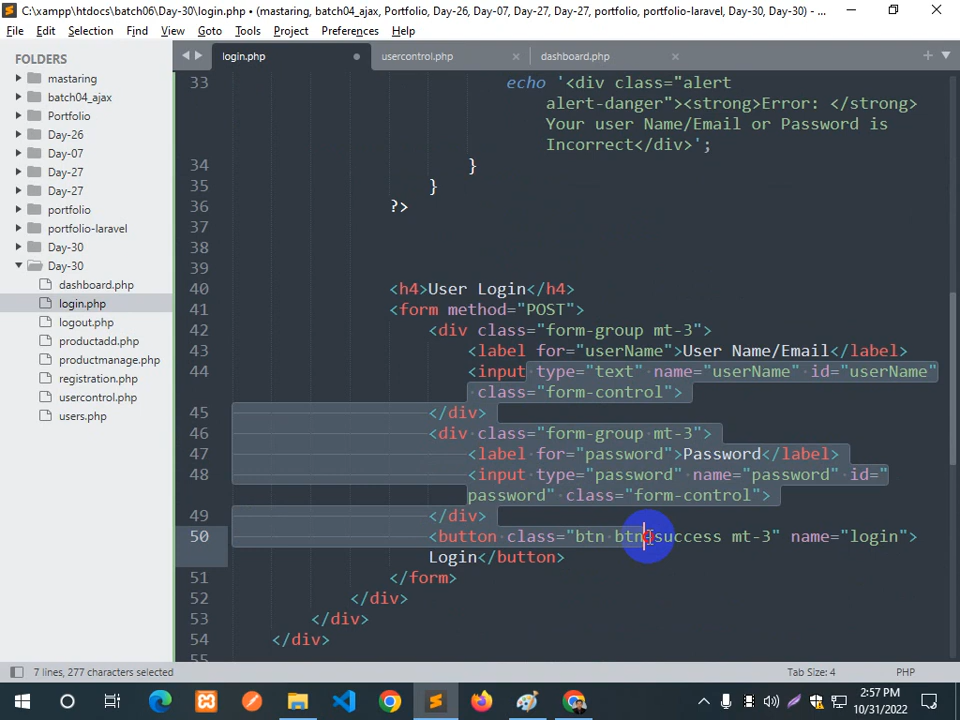 C:\xampp\htdocs\batch06\Day-30\login.php • (mastaring, batch04_ajax, Portfolio, Day-26, Day-07, Day-27, Day-27, portfolio, portfolio-laravel, Day-30, Day-30) - ...
File Edit Selection Find View Goto Tools Project Preferences Help
FOLDERS
mastaring
batch04_ajax
Portfolio
Day-26
Day-07
Day-27
Day-27
portfolio
portfolio-laravel
Day-30
Day-30
dashboard.php
login.php
logout.php
productadd.php
productmanage.php
registration.php
usercontrol.php
users.php
login.php usercontrol.php dashboard.php
33 echo '<div class="alert
alert-danger"><strong>Error: </strong>
Your user Name/Email or Password is
Incorrect</div>';
34 }
35 }
36 ?>
37
38
39
40 <h4>User Login</h4>
41 <form method="POST">
42 <div class="form-group mt-3">
43 <label for="userName">User Name/Email</label>
44 <input type="text" name="userName" id="userName"
class="form-control">
45 </div>
46 <div class="form-group mt-3">
47 <label for="password">Password</label>
48 <input type="password" name="password" id="
password" class="form-control">
49 </div>
50 <button class="btn btn-success mt-3" name="login">
Login</button>
51 </form>
52 </div>
53 </div>
54 </div>
55
7 lines, 277 characters selected Tab Size: 4 PHP
2:57 PM
10/31/2022